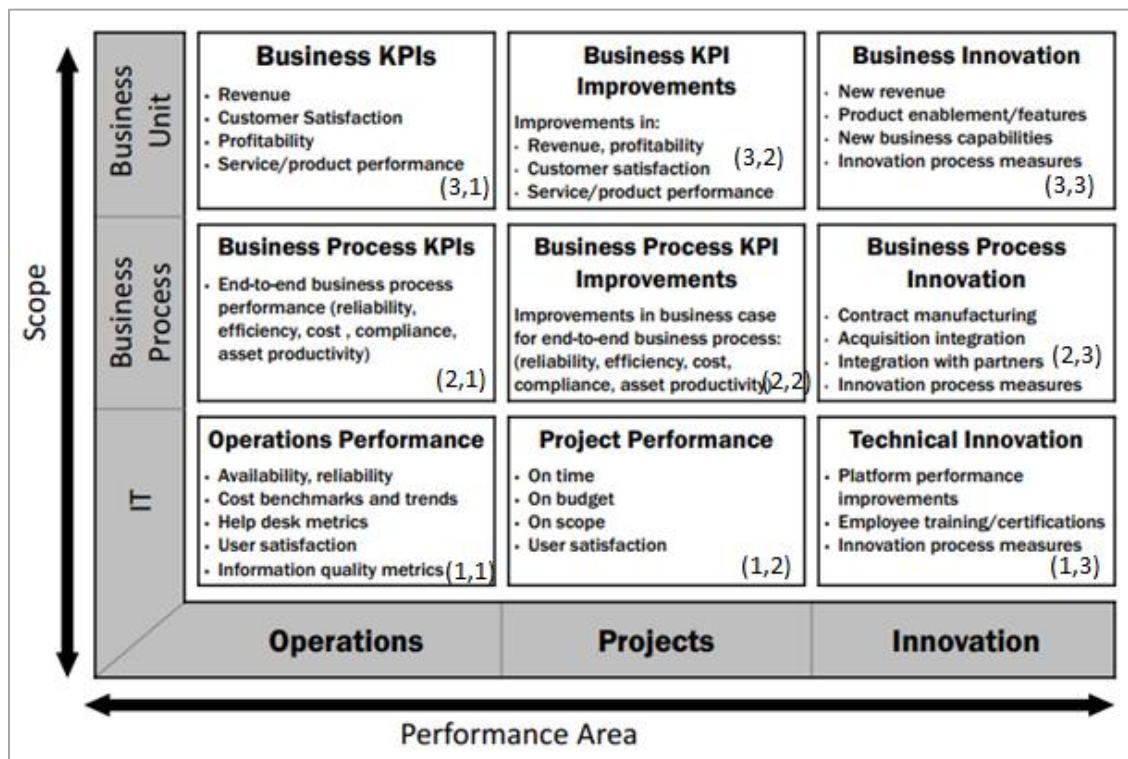 Scope
Business
Unit
Business KPIs
• Revenue
• Customer Satisfaction
• Profitability
• Service/product performance
(3,1)
Business KPI
Improvements
Improvements in:
• Revenue, profitability
• Customer satisfaction
• Service/product performance
(3,2)
Business Innovation
• New revenue
• Product enablement/features
• New business capabilities
• Innovation process measures
(3,3)
Business
Process
Business Process KPIs
• End-to-end business process
performance (reliability,
efficiency, cost , compliance,
asset productivity)
(2,1)
Business Process KPI
Improvements
Improvements in business case
for end-to-end business process:
(reliability, efficiency, cost,
compliance, asset productivity)
(2,2)
Business Process
Innovation
• Contract manufacturing
• Acquisition integration
• Integration with partners
• Innovation process measures
(2,3)
IT
Operations Performance
• Availability, reliability
• Cost benchmarks and trends
• Help desk metrics
• User satisfaction
• Information quality metrics
(1,1)
Project Performance
• On time
• On budget
• On scope
• User satisfaction
(1,2)
Technical Innovation
• Platform performance
improvements
• Employee training/certifications
• Innovation process measures
(1,3)
Operations
Projects
Innovation
Performance Area